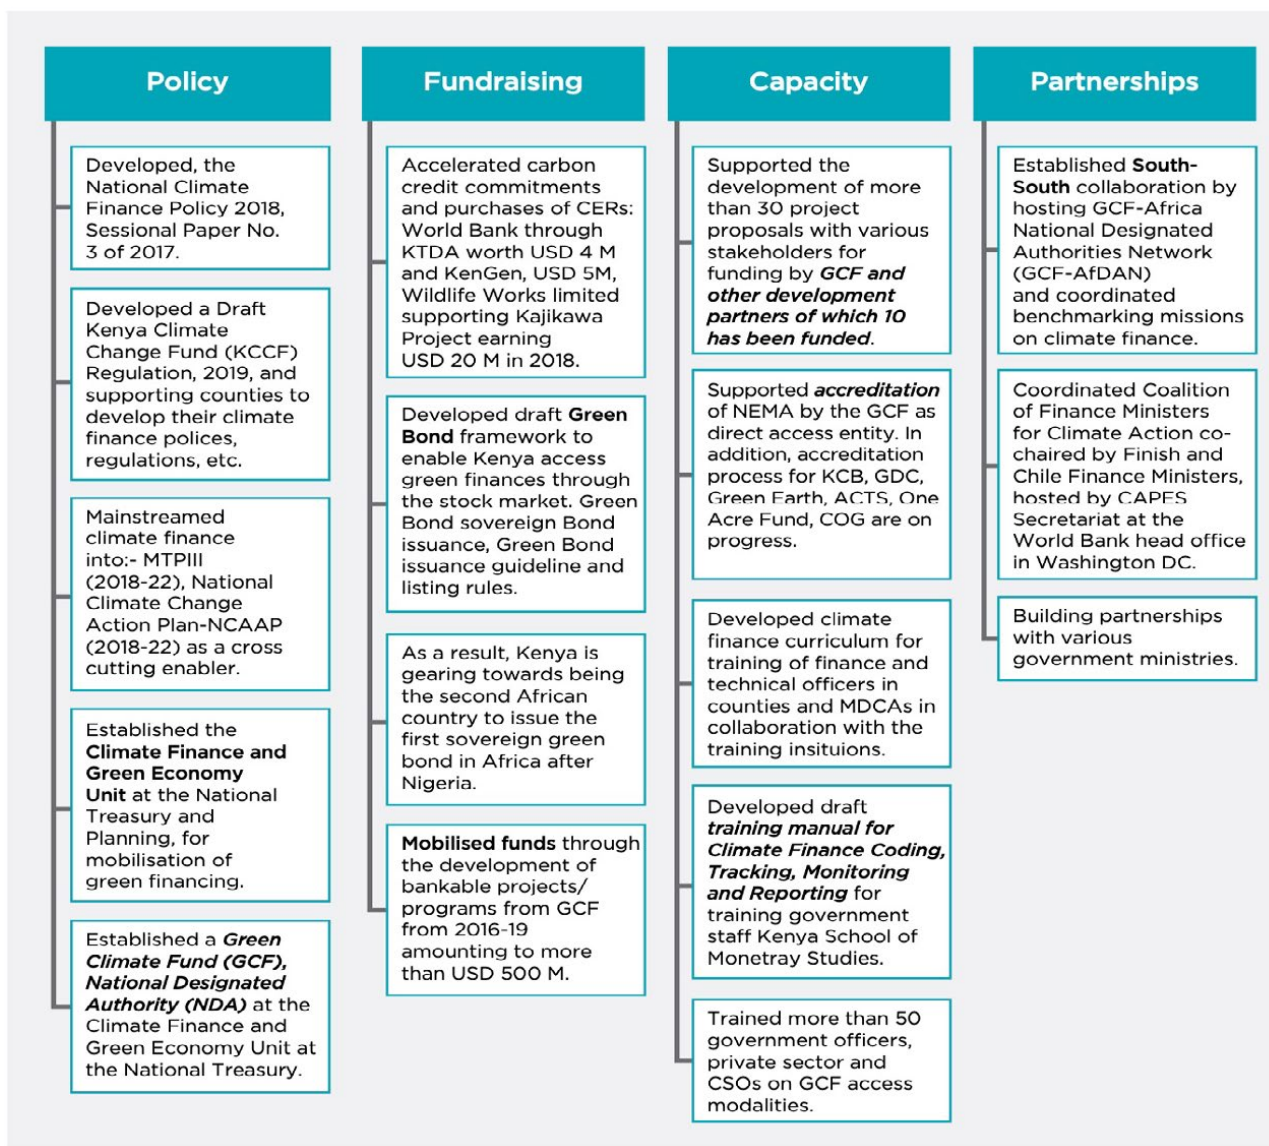 Policy
Developed, the
National Climate
Finance Policy 2018,
Sessional Paper No.
3 of 2017.
Developed a Draft
Kenya Climate
Change Fund (KCCF)
Regulation, 2019, and
supporting counties to
develop their climate
finance polices,
regulations, etc.
Mainstreamed
climate finance
into:- MTPIII
(2018-22), National
Climate Change
Action Plan-NCAAP
(2018-22) as a cross
cutting enabler.
Established the
Climate Finance and
Green Economy
Unit at the National
Treasury and
Planning, for
mobilisation of
green financing.
Established a Green
Climate Fund (GCF),
National Designated
Authority (NDA) at the
Climate Finance and
Green Economy Unit at
the National Treasury.
Fundraising
Accelerated carbon
credit commitments
and purchases of CERs:
World Bank through
KTDA worth USD 4 M
and KenGen, USD 5M,
Wildlife Works limited
supporting Kajikawa
Project earning
USD 20 M in 2018.
Developed draft Green
Bond framework to
enable Kenya access
green finances through
the stock market. Green
Bond sovereign Bond
issuance, Green Bond
issuance guideline and
listing rules.
As a result, Kenya is
gearing towards being
the second African
country to issue the
first sovereign green
bond in Africa after
Nigeria.
Mobilised funds through
the development of
bankable projects/
programs from GCF
from 2016-19
amounting to more
than USD 500 M.
Capacity
Supported the
development of more
than 30 project
proposals with various
stakeholders for
funding by GCF and
other development
partners of which 10
has been funded.
Supported accreditation
of NEMA by the GCF as
direct access entity. In
addition, accreditation
process for KCB, GDC,
Green Earth, ACTS, One
Acre Fund, COG are on
progress.
Developed climate
finance curriculum for
training of finance and
technical officers in
counties and MDCAs in
collaboration with the
training insituions.
Developed draft
training manual for
Climate Finance Coding,
Tracking, Monitoring
and Reporting for
training government
staff Kenya School of
Monetray Studies.
Trained more than 50
government officers,
private sector and
CSOs on GCF access
modalities.
Partnerships
Established South-
South collaboration by
hosting GCF-Africa
National Designated
Authorities Network
(GCF-AfDAN)
and coordinated
benchmarking missions
on climate finance.
Coordinated Coalition
of Finance Ministers
for Climate Action co-
chaired by Finish and
Chile Finance Ministers,
hosted by CAPES
Secretariat at the
World Bank head office
in Washington DC.
Building partnerships
with various
government ministries.